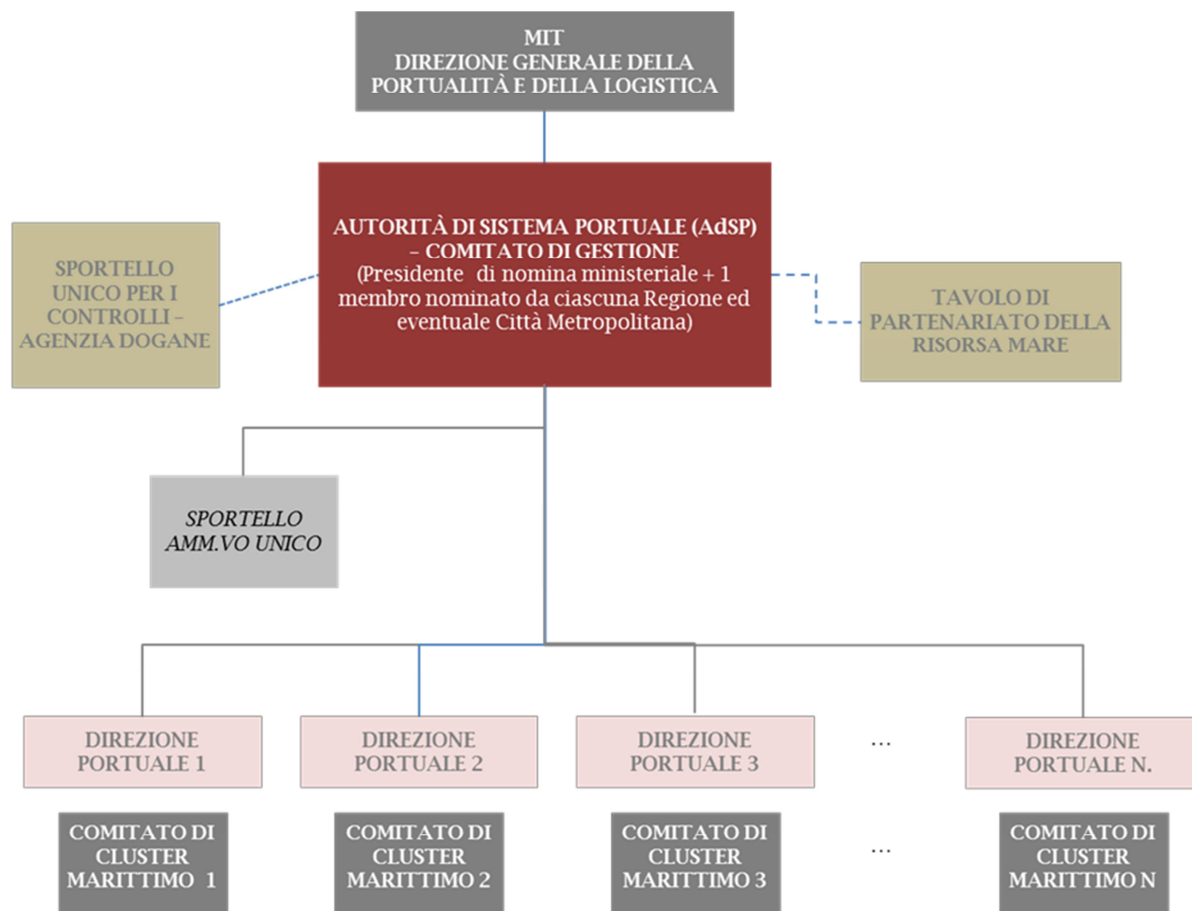 MIT
DIREZIONE GENERALE DELLA
PORTUALITÀ E DELLA LOGISTICA
AUTORITÀ DI SISTEMA PORTUALE (AdSP)
– COMITATO DI GESTIONE
(Presidente di nomina ministeriale + 1
membro nominato da ciascuna Regione ed
eventuale Città Metropolitana)
SPORTELLO
UNICO PER I
CONTROLLI –
AGENZIA DOGANE
TAVOLO DI
PARTENARIATO DELLA
RISORSA MARE
SPORTELLO
AMM.VO UNICO
DIREZIONE
PORTUALE 1
DIREZIONE
PORTUALE 2
DIREZIONE
PORTUALE 3
…
DIREZIONE
PORTUALE N.
COMITATO DI
CLUSTER
MARITTIMO 1
COMITATO DI
CLUSTER
MARITTIMO 2
COMITATO DI
CLUSTER
MARITTIMO 3
…
COMITATO DI
CLUSTER
MARITTIMO N